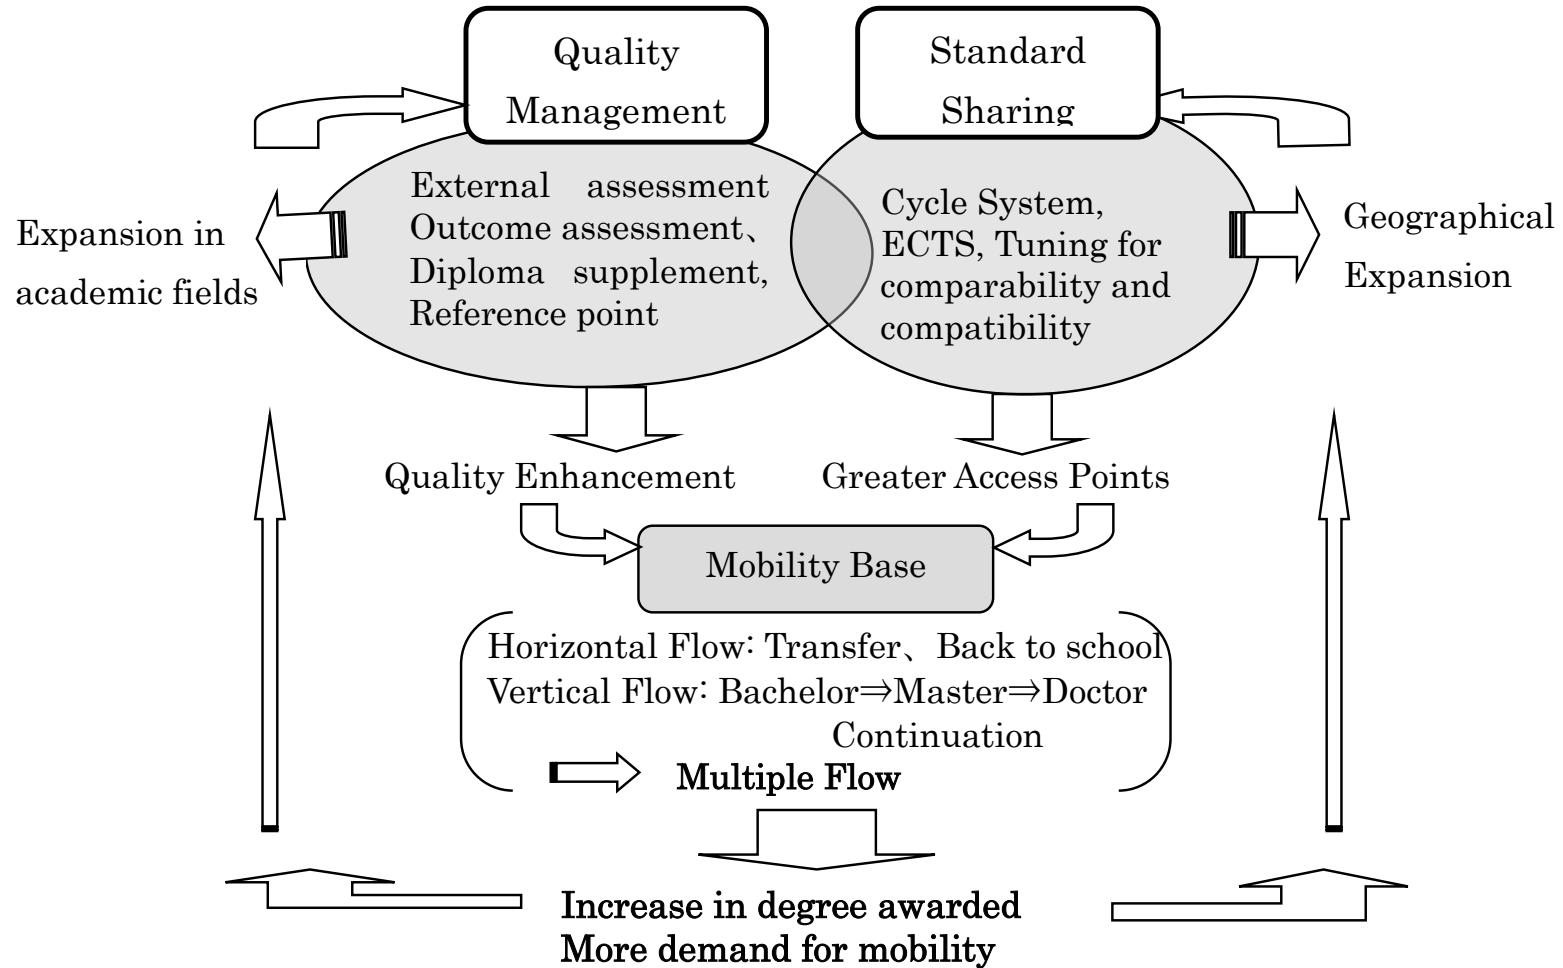 Quality
Management
Standard
Sharing
External assessment
Outcome assessment、
Diploma supplement,
Reference point
Cycle System,
ECTS, Tuning for
comparability and
compatibility
Expansion in
academic fields
Geographical
Expansion
Quality Enhancement
Greater Access Points
Mobility Base
Horizontal Flow: Transfer、Back to school
Vertical Flow: Bachelor⇒Master⇒Doctor
Continuation
Multiple Flow
Increase in degree awarded
More demand for mobility